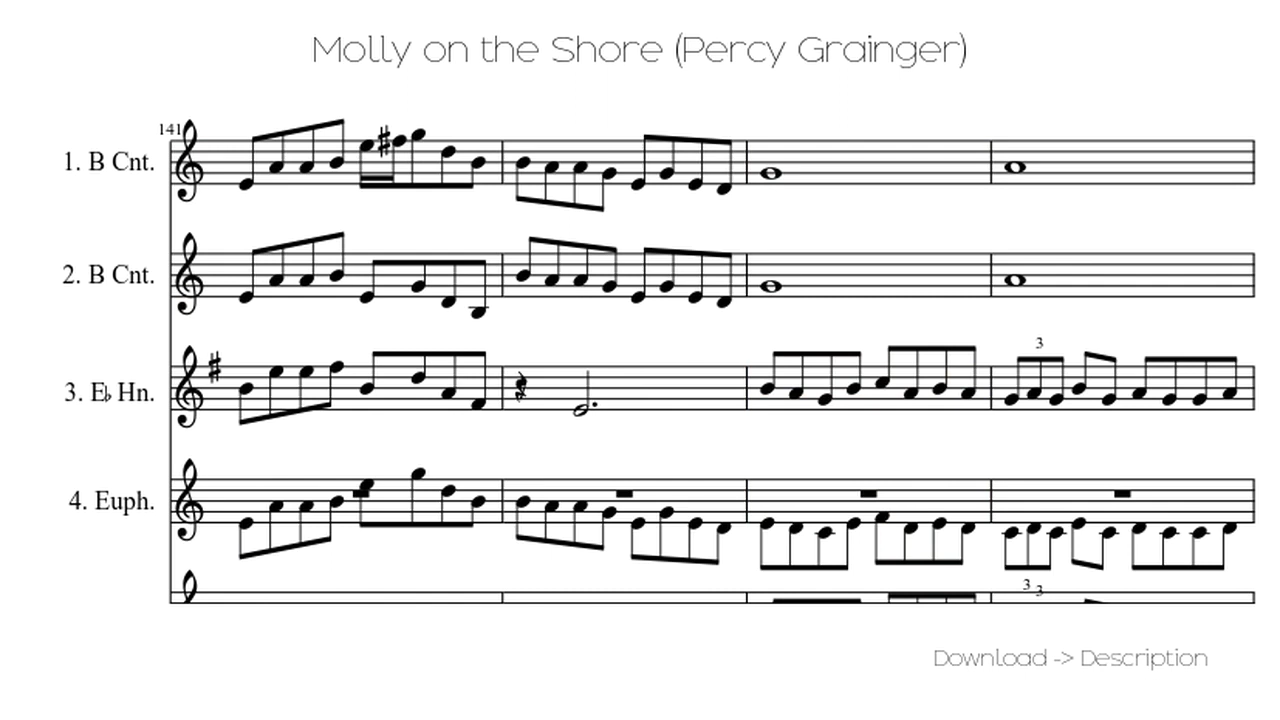 Molly on the Shore (Percy Grainger)
141
1. B Cnt.
2. B Cnt.
3. E♭ Hn.
3
4. Euph.
3 3
Download -> Description